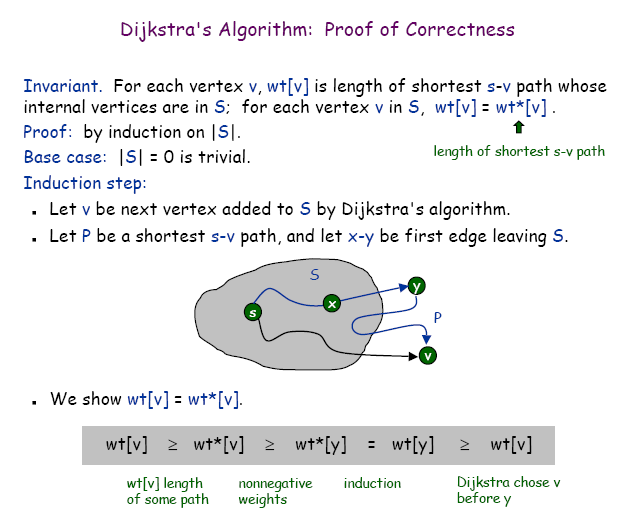 Dijkstra's Algorithm: Proof of Correctness
Invariant. For each vertex v, wt[v] is length of shortest s-v path whose
internal vertices are in S; for each vertex v in S, wt[v] = wt*[v] .
Proof: by induction on |S|.
length of shortest s-v path
Base case: |S| = 0 is trivial.
Induction step:
. Let v be next vertex added to S by Dijkstra's algorithm.
. Let P be a shortest s-v path, and let x-y be first edge leaving S.
S
y
x
s
P
v
. We show wt[v] = wt*[v].
wt[v] ≥ wt*[v] ≥ wt*[y] = wt[y] ≥ wt[v]
wt[v] length nonnegative induction Dijkstra chose v
of some path weights before y